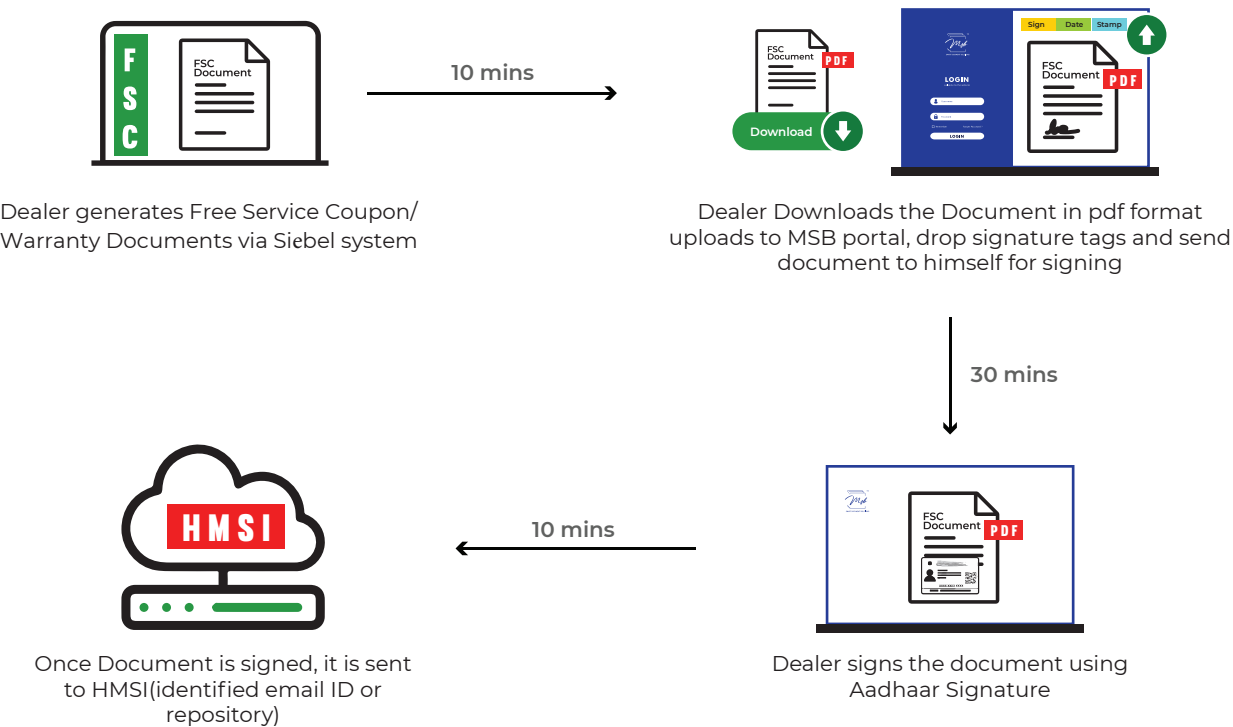 F
S
C
FSC
Document
10 mins
FSC
Document
PDF
Download
Msb
LOGIN
LOGIN
Sign Date Stamp
FSC
Document
PDF
Dealer generates Free Service Coupon/
Warranty Documents via Siebel system
Dealer Downloads the Document in pdf format
uploads to MSB portal, drop signature tags and send
document to himself for signing
30 mins
HMSI
10 mins
Msb
FSC
Document
PDF
Once Document is signed, it is sent
to HMSI(identified email ID or
repository)
Dealer signs the document using
Aadhaar Signature